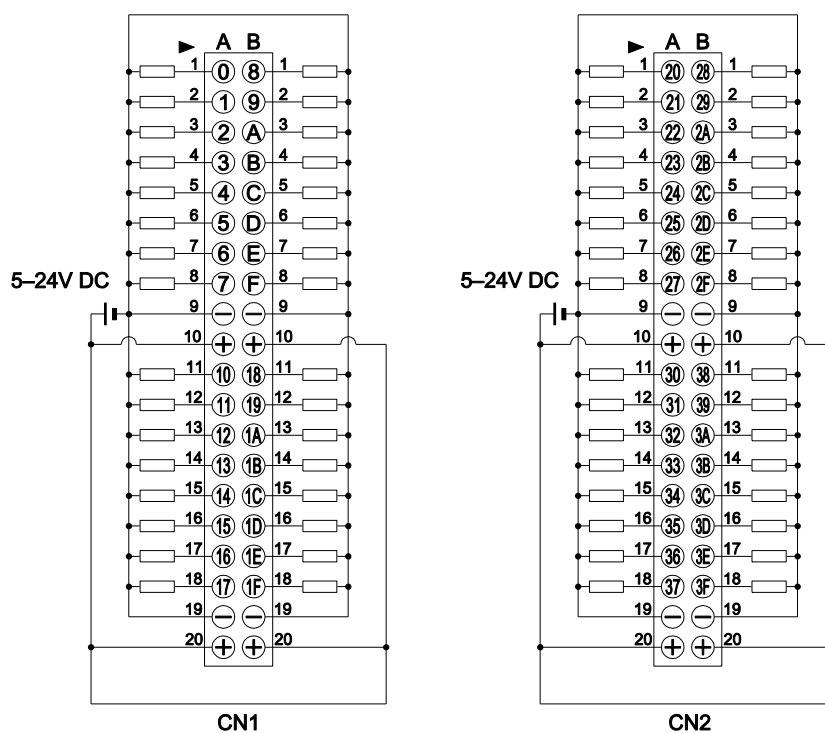 A B A B
1 0 8 1 1 20 28 1
2 1 9 2 2 21 29 2
3 2 A 3 3 22 2A 3
4 3 B 4 4 23 2B 4
5 4 C 5 5 24 2C 5
6 5 D 6 6 25 2D 6
7 6 E 7 7 26 2E 7
5–24V DC 8 7 F 8 5–24V DC 8 27 2F 8
9 − − 9 9 − − 9
10 + + 10 10 + + 10
11 10 18 11 11 30 38 11
12 11 19 12 12 31 39 12
13 12 1A 13 13 32 3A 13
14 13 1B 14 14 33 3B 14
15 14 1C 15 15 34 3C 15
16 15 1D 16 16 35 3D 16
17 16 1E 17 17 36 3E 17
18 17 1F 18 18 37 3F 18
19 − − 19 19 − − 19
20 + + 20 20 + + 20
CN1 CN2